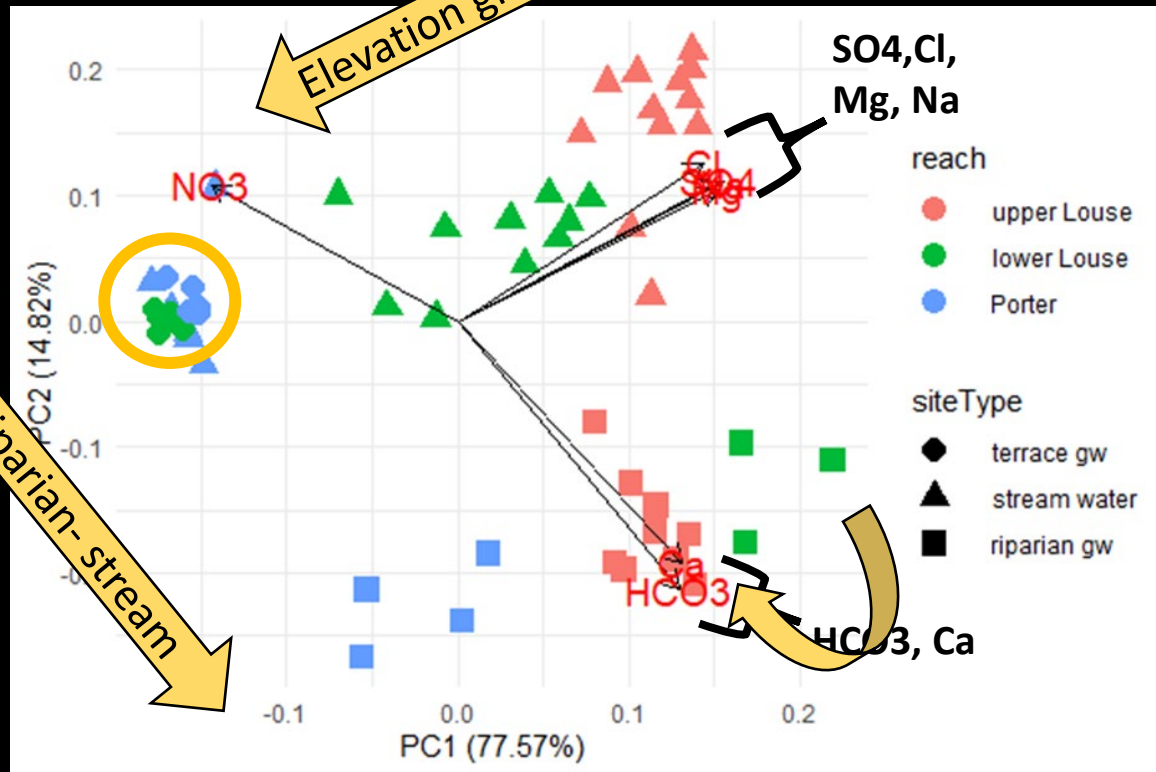 Elevation
SO4,Cl,
Mg, Na
0.2
0.1
0.0
-0.1
PC2 (14.82%)
NO3
Cl
SO4
Mg
Ca
HCO3
HCO3, Ca
stream
-0.1
0.0
0.1
0.2
PC1 (77.57%)
reach
upper Louse
lower Louse
Porter
siteType
terrace gw
stream water
riparian gw